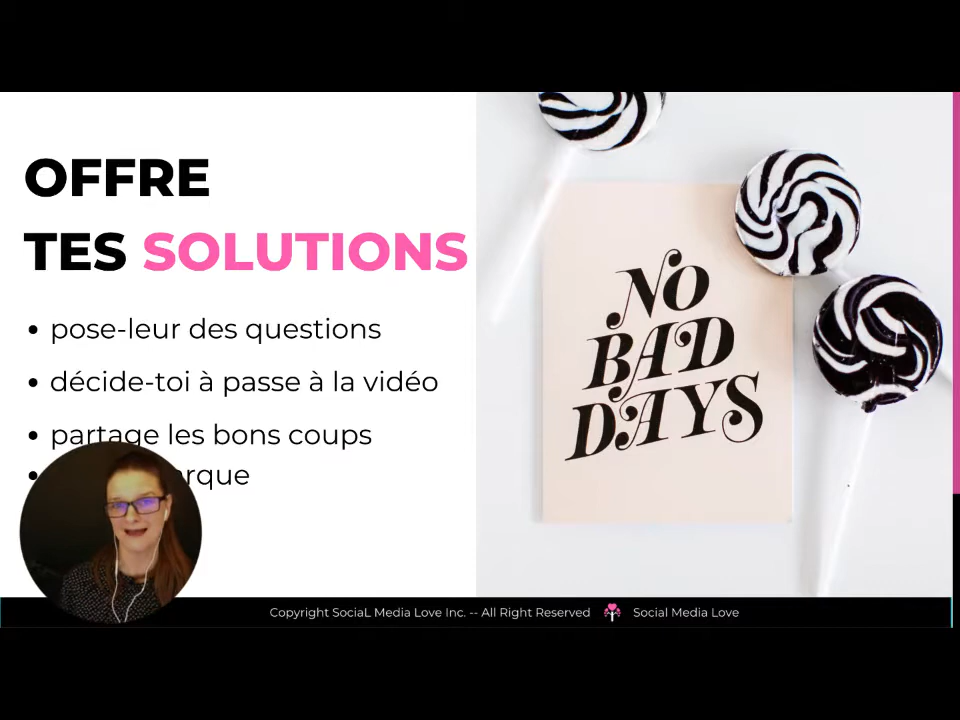 OFFRE
TES SOLUTIONS
• pose-leur des questions
• décide-toi à passe à la vidéo
• partage les bons coups
NO
BAD
DAYS
Copyright SociaL Media Love Inc. -- All Right Reserved
Social Media Love